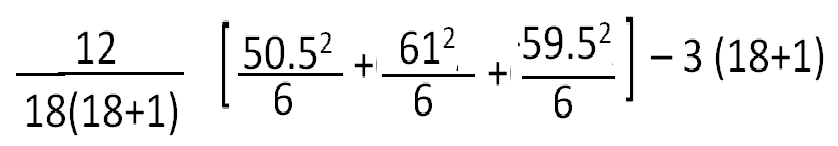 12/18(18+1) [50.5²/6 + 61²/6 + 59.5²/6] − 3 (18+1)